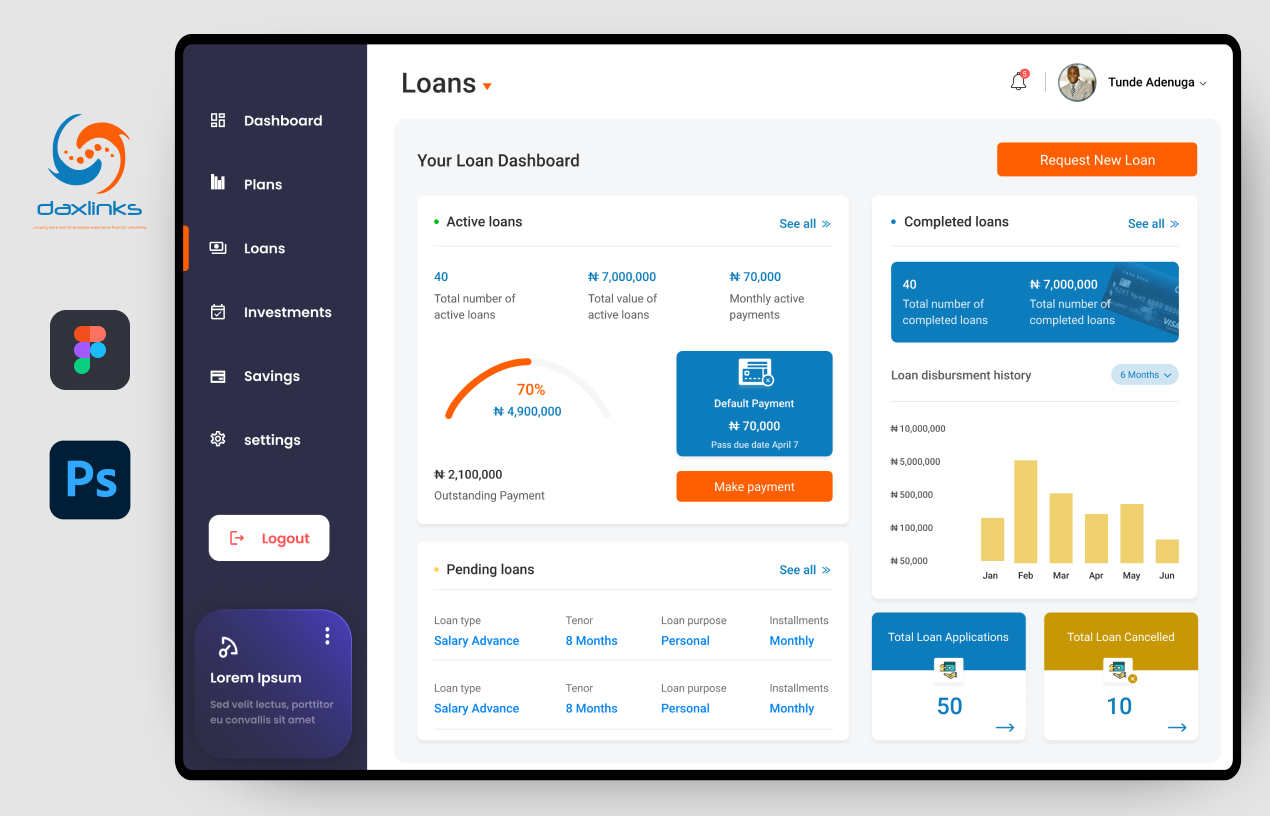 daxlinks
Ps
Dashboard
Plans
Loans
Investments
Savings
settings
Logout
Lorem Ipsum
Sed velit lectus, porttitor
eu convallis sit amet
Loans
5
Tunde Adenuga
Your Loan Dashboard
Request New Loan
Active loans
See all
40
Total number of
active loans
₦ 7,000,000
Total value of
active loans
₦ 70,000
Monthly active
payments
70%
₦ 4,900,000
Default Payment
₦ 70,000
Pass due date April 7
₦ 2,100,000
Outstanding Payment
Make payment
Pending loans
See all
Loan type
Tenor
Loan purpose
Installments
Salary Advance
8 Months
Personal
Monthly
Loan type
Tenor
Loan purpose
Installments
Salary Advance
8 Months
Personal
Monthly
Completed loans
See all
40
Total number of
completed loans
₦ 7,000,000
Total number of
completed loans
VISA
Loan disbursment history
6 Months
₦ 10,000,000
₦ 5,000,000
₦ 500,000
₦ 100,000
₦ 50,000
Jan Feb Mar Apr May Jun
Total Loan Applications
50
Total Loan Cancelled
10